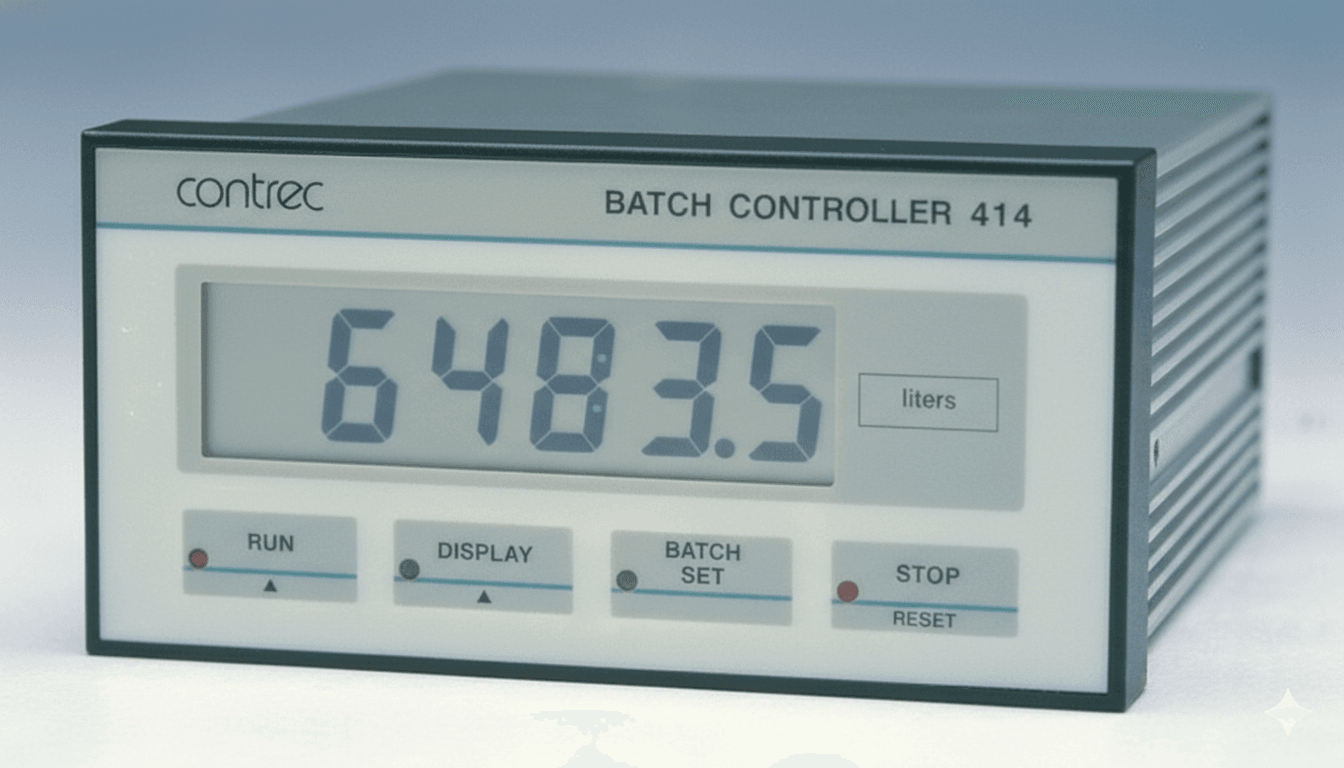 contrec
BATCH CONTROLLER 414
6483.5
liters
RUN
▲
DISPLAY
▲
BATCH
SET
STOP
RESET